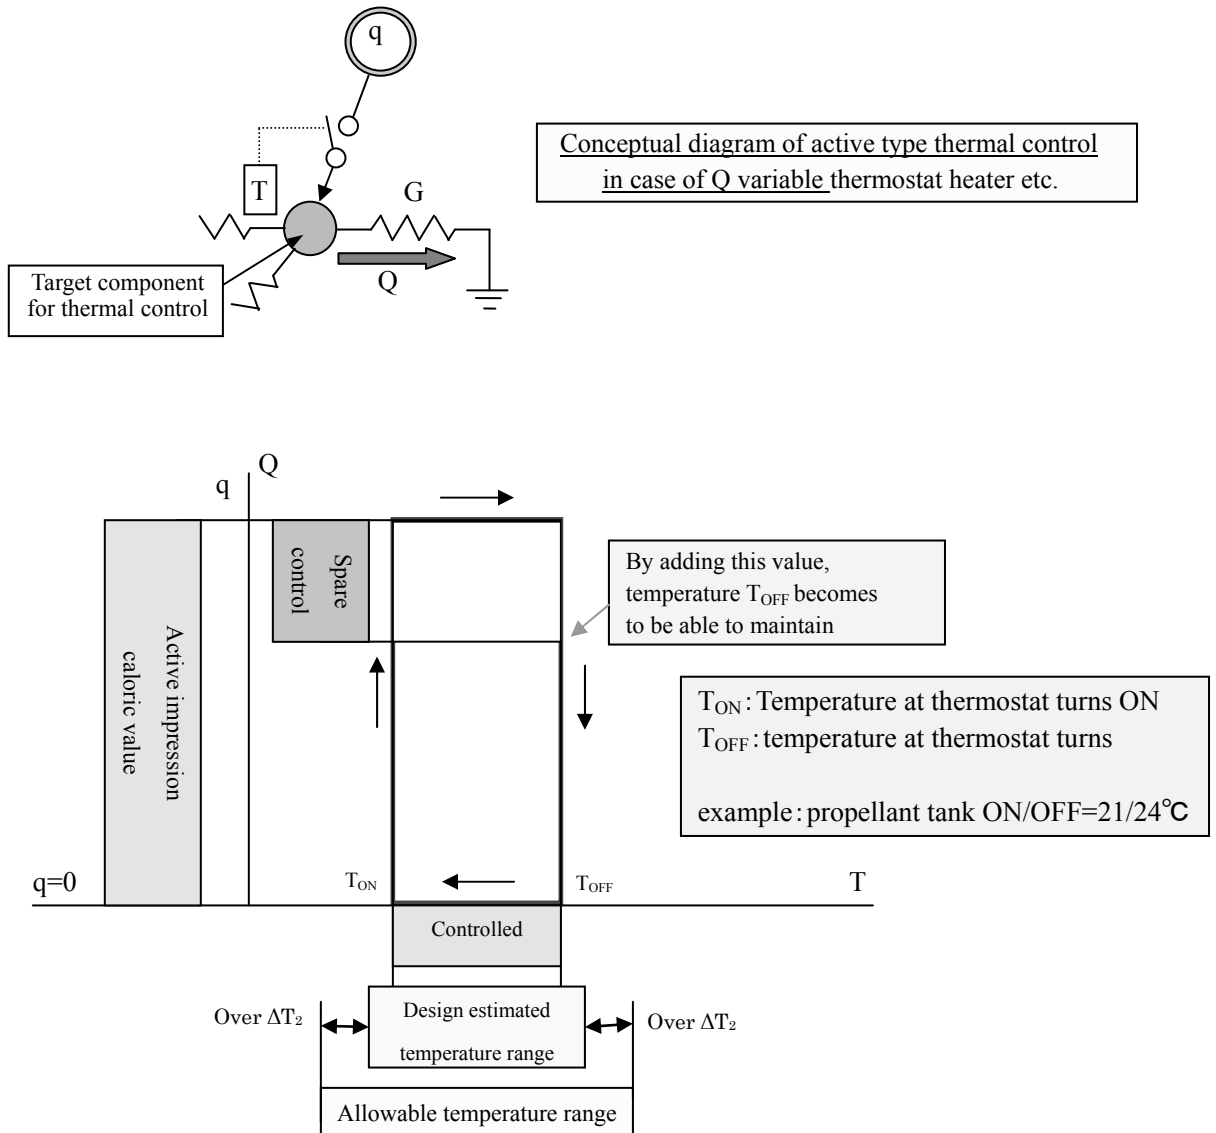 q
Conceptual diagram of active type thermal control
in case of Q variable thermostat heater etc.
T
G
Q
Target component
for thermal control
Q
q
Spare
control
Active impression
caloric value
By adding this value,
temperature TOFF becomes
to be able to maintain
TON：Temperature at thermostat turns ON
TOFF：temperature at thermostat turns
example：propellant tank ON/OFF=21/24℃
q=0
TON
TOFF
T
Controlled
Over ΔT2
Design estimated
temperature range
Over ΔT2
Allowable temperature range